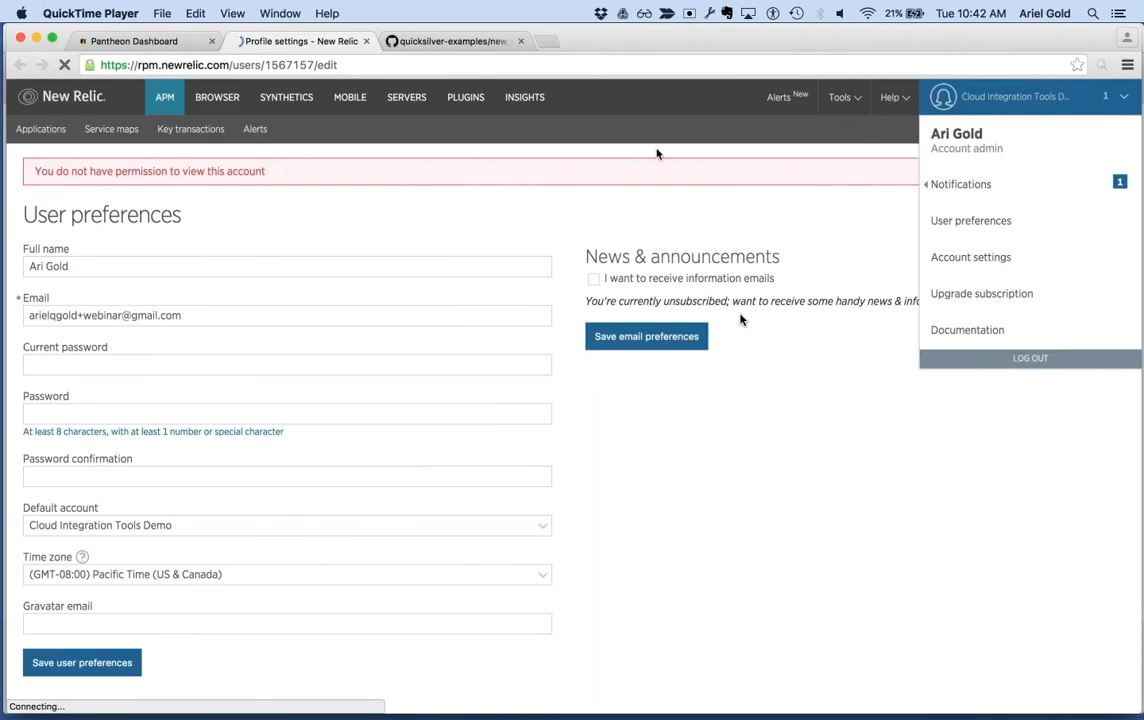 QuickTime Player File Edit View Window Help 21% Tue 10:42 AM Ariel Gold
Pantheon Dashboard Profile settings - New Relic quicksilver-examples/new_
https://rpm.newrelic.com/users/1567157/edit
New Relic. APM BROWSER SYNTHETICS MOBILE SERVERS PLUGINS INSIGHTS Alerts New Tools Help Cloud Integration Tools D... 1
Applications Service maps Key transactions Alerts
Ari Gold
Account admin
Notifications 1
User preferences
Account settings
Upgrade subscription
Documentation
LOG OUT
You do not have permission to view this account
User preferences
Full name
Ari Gold
* Email
arielqgold+webinar@gmail.com
Current password
Password
At least 8 characters, with at least 1 number or special character
Password confirmation
Default account
Cloud Integration Tools Demo
Time zone ?
(GMT-08:00) Pacific Time (US & Canada)
Gravatar email
Save user preferences
News & announcements
I want to receive information emails
You're currently unsubscribed; want to receive some handy news & info
Save email preferences
Connecting...